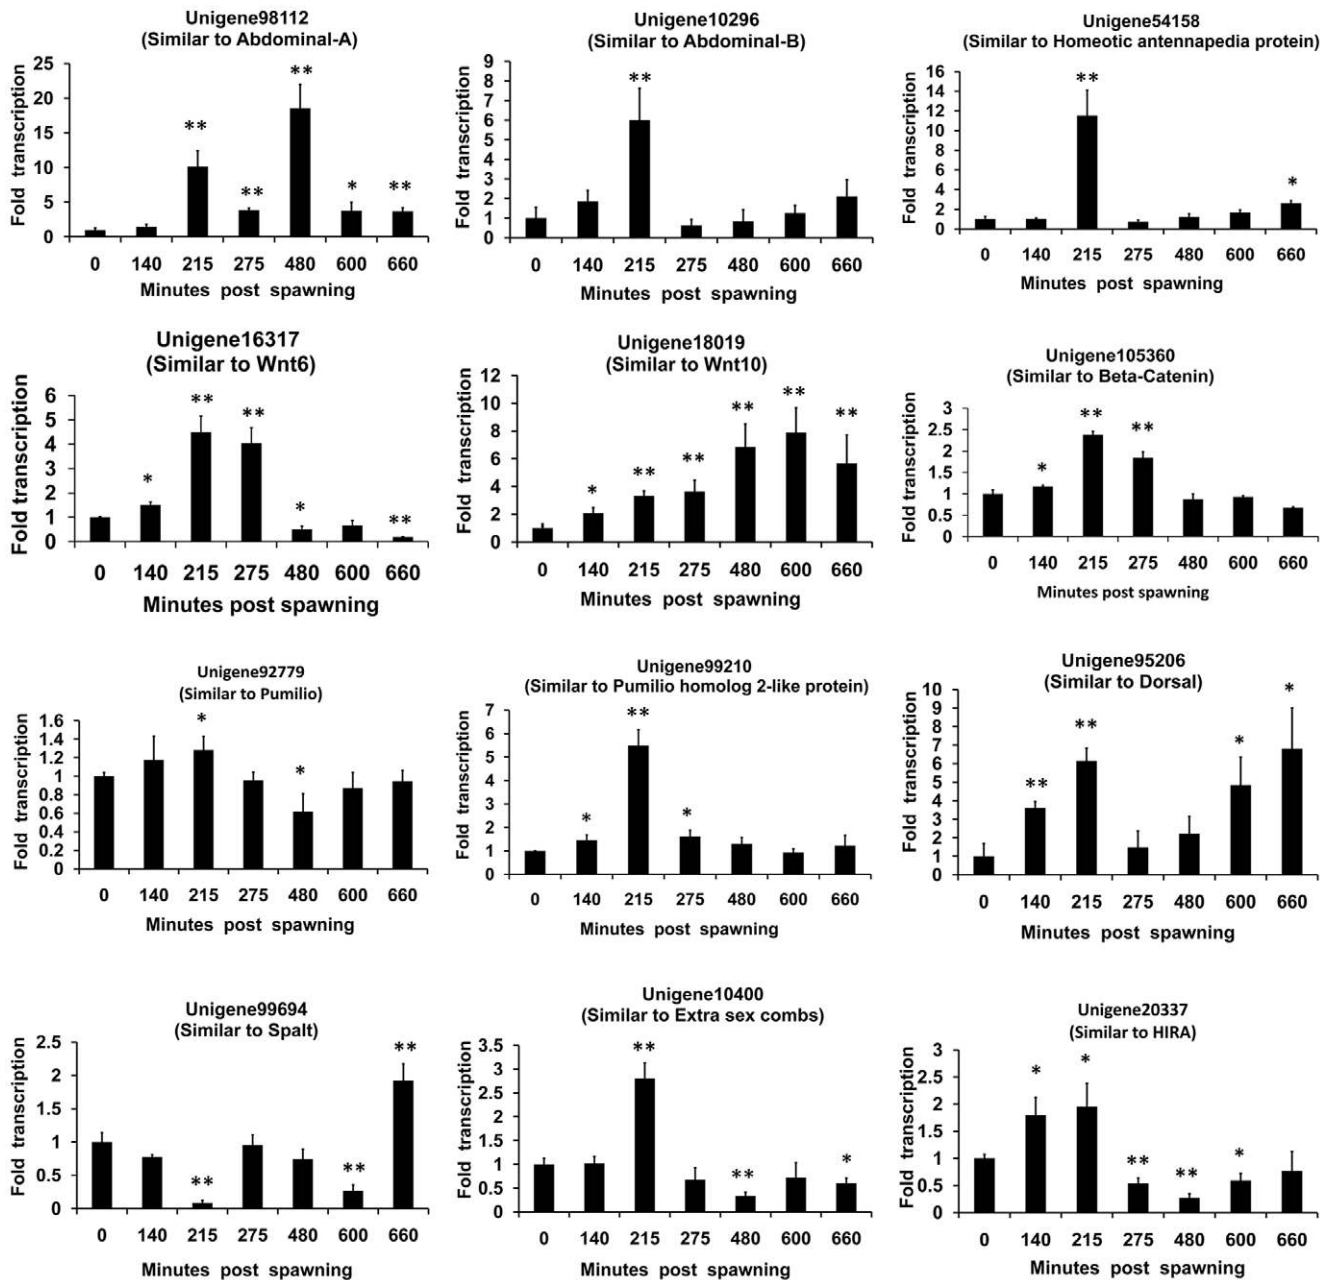 Unigene98112
(Similar to Abdominal-A)
Fold transcription
25
20
15
10
5
0
** ** ** * **
0 140 215 275 480 600 660
Minutes post spawning
Unigene10296
(Similar to Abdominal-B)
Fold transcription
9
8
7
6
5
4
3
2
1
0
**
0 140 215 275 480 600 660
Minutes post spawning
Unigene54158
(Similar to Homeotic antennapedia protein)
Fold transcription
16
14
12
10
8
6
4
2
0
** *
0 140 215 275 480 600 660
Minutes post spawning
Unigene16317
(Similar to Wnt6)
Fold transcription
6
5
4
3
2
1
0
* ** ** * **
0 140 215 275 480 600 660
Minutes post spawning
Unigene18019
(Similar to Wnt10)
Fold transcription
12
10
8
6
4
2
0
* ** ** ** ** **
0 140 215 275 480 600 660
Minutes post spawning
Unigene105360
(Similar to Beta-Catenin)
Fold transcription
3
2.5
2
1.5
1
0.5
0
* ** **
0 140 215 275 480 600 660
Minutes post spawning
Unigene92779
(Similar to Pumilio)
Fold transcription
1.6
1.4
1.2
1
0.8
0.6
0.4
0.2
0
* *
0 140 215 275 480 600 660
Minutes post spawning
Unigene99210
(Similar to Pumilio homolog 2-like protein)
Fold transcription
7
6
5
4
3
2
1
0
* ** *
0 140 215 275 480 600 660
Minutes post spawning
Unigene95206
(Similar to Dorsal)
Fold transcription
10
9
8
7
6
5
4
3
2
1
0
** ** * *
0 140 215 275 480 600 660
Minutes post spawning
Unigene99694
(Similar to Spalt)
Fold transcription
2.5
2
1.5
1
0.5
0
** ** **
0 140 215 275 480 600 660
Minutes post spawning
Unigene10400
(Similar to Extra sex combs)
Fold transcription
3.5
3
2.5
2
1.5
1
0.5
0
** ** *
0 140 215 275 480 600 660
Minutes post spawning
Unigene20337
(Similar to HIRA)
Fold transcription
3
2.5
2
1.5
1
0.5
0
* * ** ** *
0 140 215 275 480 600 660
Minutes post spawning